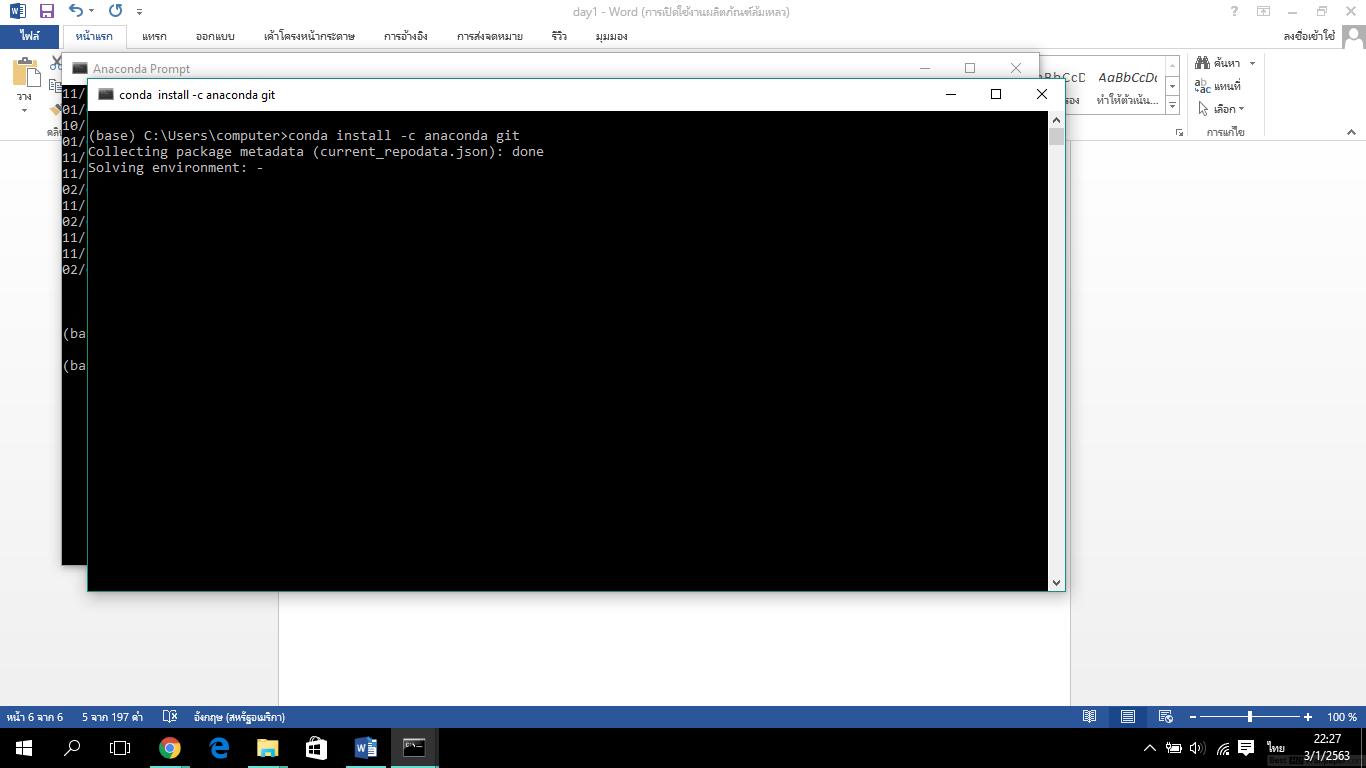 day1 - Word (การเปิดใช้งานผลิตภัณฑ์ล้มเหลว)
ไฟล์ หน้าแรก แทรก ออกแบบ เค้าโครงหน้ากระดาษ การอ้างอิง การส่งจดหมาย รีวิว มุมมอง ลงชื่อเข้าใช้
วาง
Anaconda Prompt
AaBbCcDc
ทำให้ตัวเน้น...
ค้นหา
แทนที่
เลือก
การแก้ไข
conda install -c anaconda git
(base) C:\Users\computer>conda install -c anaconda git
Collecting package metadata (current_repodata.json): done
Solving environment: -
11/
01/
10/
01/
11/
11/
02/
11/
02/
11/
11/
02/
(ba
(ba
หน้า 6 จาก 6 5 จาก 197 คำ อังกฤษ (สหรัฐอเมริกา) 100 %
ไทย
22:27
3/1/2563